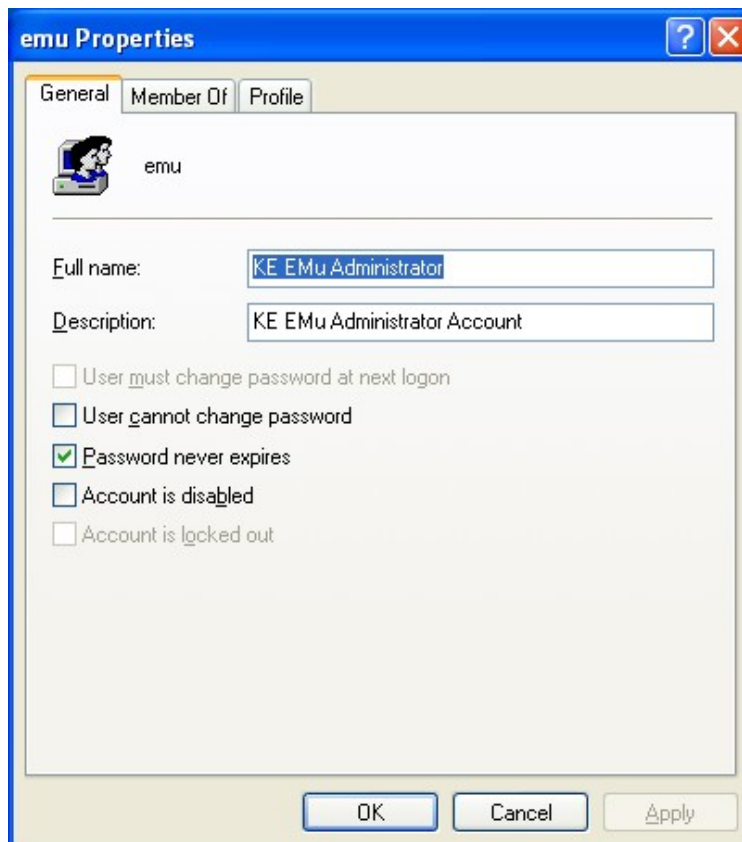 emu Properties
General Member Of Profile
emu
Full name: KE EMu Administrator
Description: KE EMu Administrator Account
User must change password at next logon
User cannot change password
Password never expires
Account is disabled
Account is locked out
OK Cancel Apply